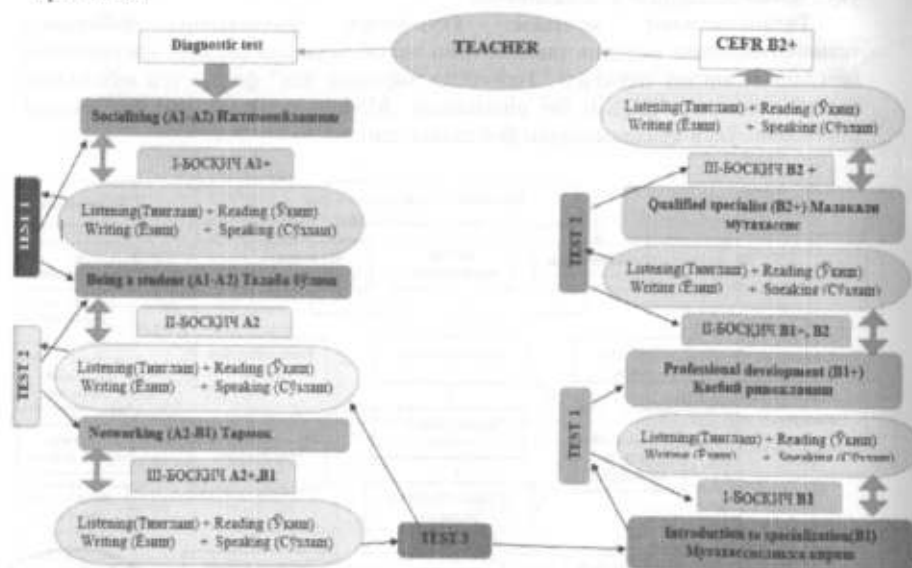 Diagnostic test
TEACHER
CEFR B2+
Socializing (A1-A2)
I-БОСҚИЧ A1+
Listening(Тинглаш) + Reading (Ўқиш)
Writing (Ёзиш) + Speaking (Сўзлаш)
TEST 1
Being a student (A1-A2) Талаба бўлиш
II-БОСҚИЧ A2
Listening(Тинглаш) + Reading (Ўқиш)
Writing (Ёзиш) + Speaking (Сўзлаш)
TEST 2
Networking (A2-B1) Тармоқ
III-БОСҚИЧ A2+,B1
Listening(Тинглаш) + Reading (Ўқиш)
Writing (Ёзиш) + Speaking (Сўзлаш)
TEST 3
Listening(Тинглаш) + Reading (Ўқиш)
Writing (Ёзиш) + Speaking (Сўзлаш)
III-БОСҚИЧ B2 +
Qualified specialist (B2+) Малакали
мутахассис
TEST 2
Listening(Тинглаш) + Reading (Ўқиш)
Writing (Ёзиш) + Speaking (Сўзлаш)
II-БОСҚИЧ B1+, B2
Professional development (B1+)
Касбий ривожланиш
TEST 1
Listening(Тинглаш) + Reading (Ўқиш)
Writing (Ёзиш) + Speaking (Сўзлаш)
I-БОСҚИЧ B1
Introduction to specialization(B1)
Мутахассисликка кириш